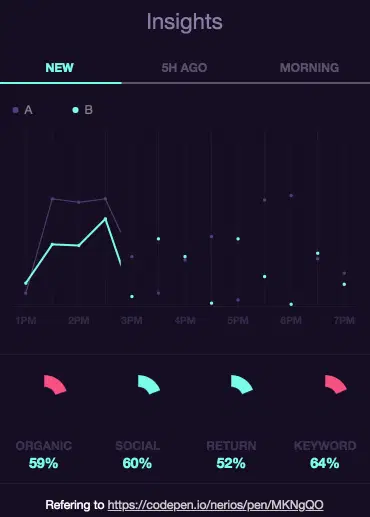 Insights
NEW 5H AGO MORNING
A B
1PM 2PM 3PM 4PM 5PM 6PM 7PM
ORGANIC SOCIAL RETURN KEYWORD
59% 60% 52% 64%
Refering to https://codepen.io/nerios/pen/MKNgQO